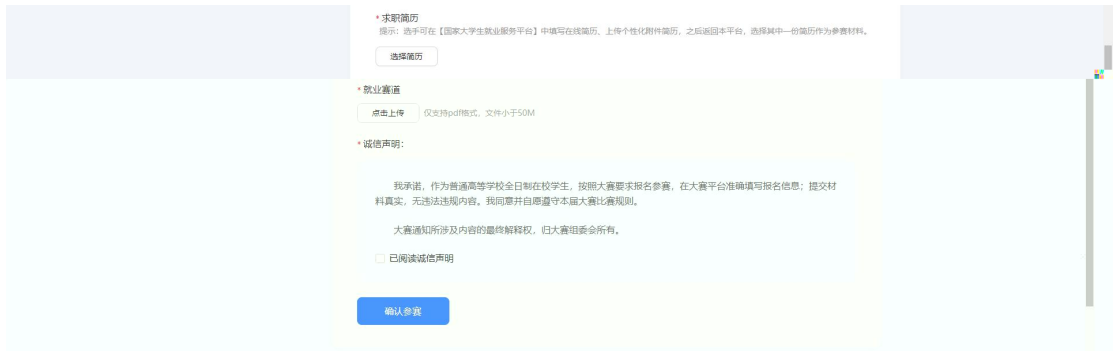 * 求职简历
提示：选手可在【国家大学生就业服务平台】中填写在线简历、上传个性化附件简历，之后返回本平台，选择其中一份简历作为参赛材料。
选择简历
* 就业赛道
点击上传 仅支持pdf格式，文件小于50M
* 诚信声明：
我承诺，作为普通高等学校全日制在校学生，按照大赛要求报名参赛，在大赛平台准确填写报名信息；提交材
料真实，无违法违规内容。我同意并自愿遵守本届大赛比赛规则。
大赛通知所涉及内容的最终解释权，归大赛组委会所有。
已阅读诚信声明
确认参赛